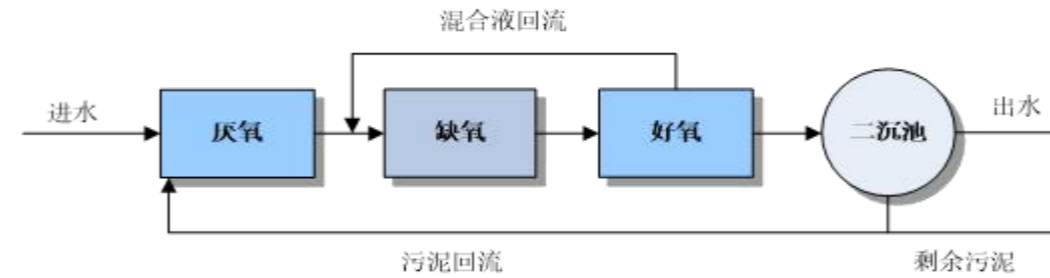 混合液回流
进水
厌氧
缺氧
好氧
二沉池
出水
污泥回流
剩余污泥